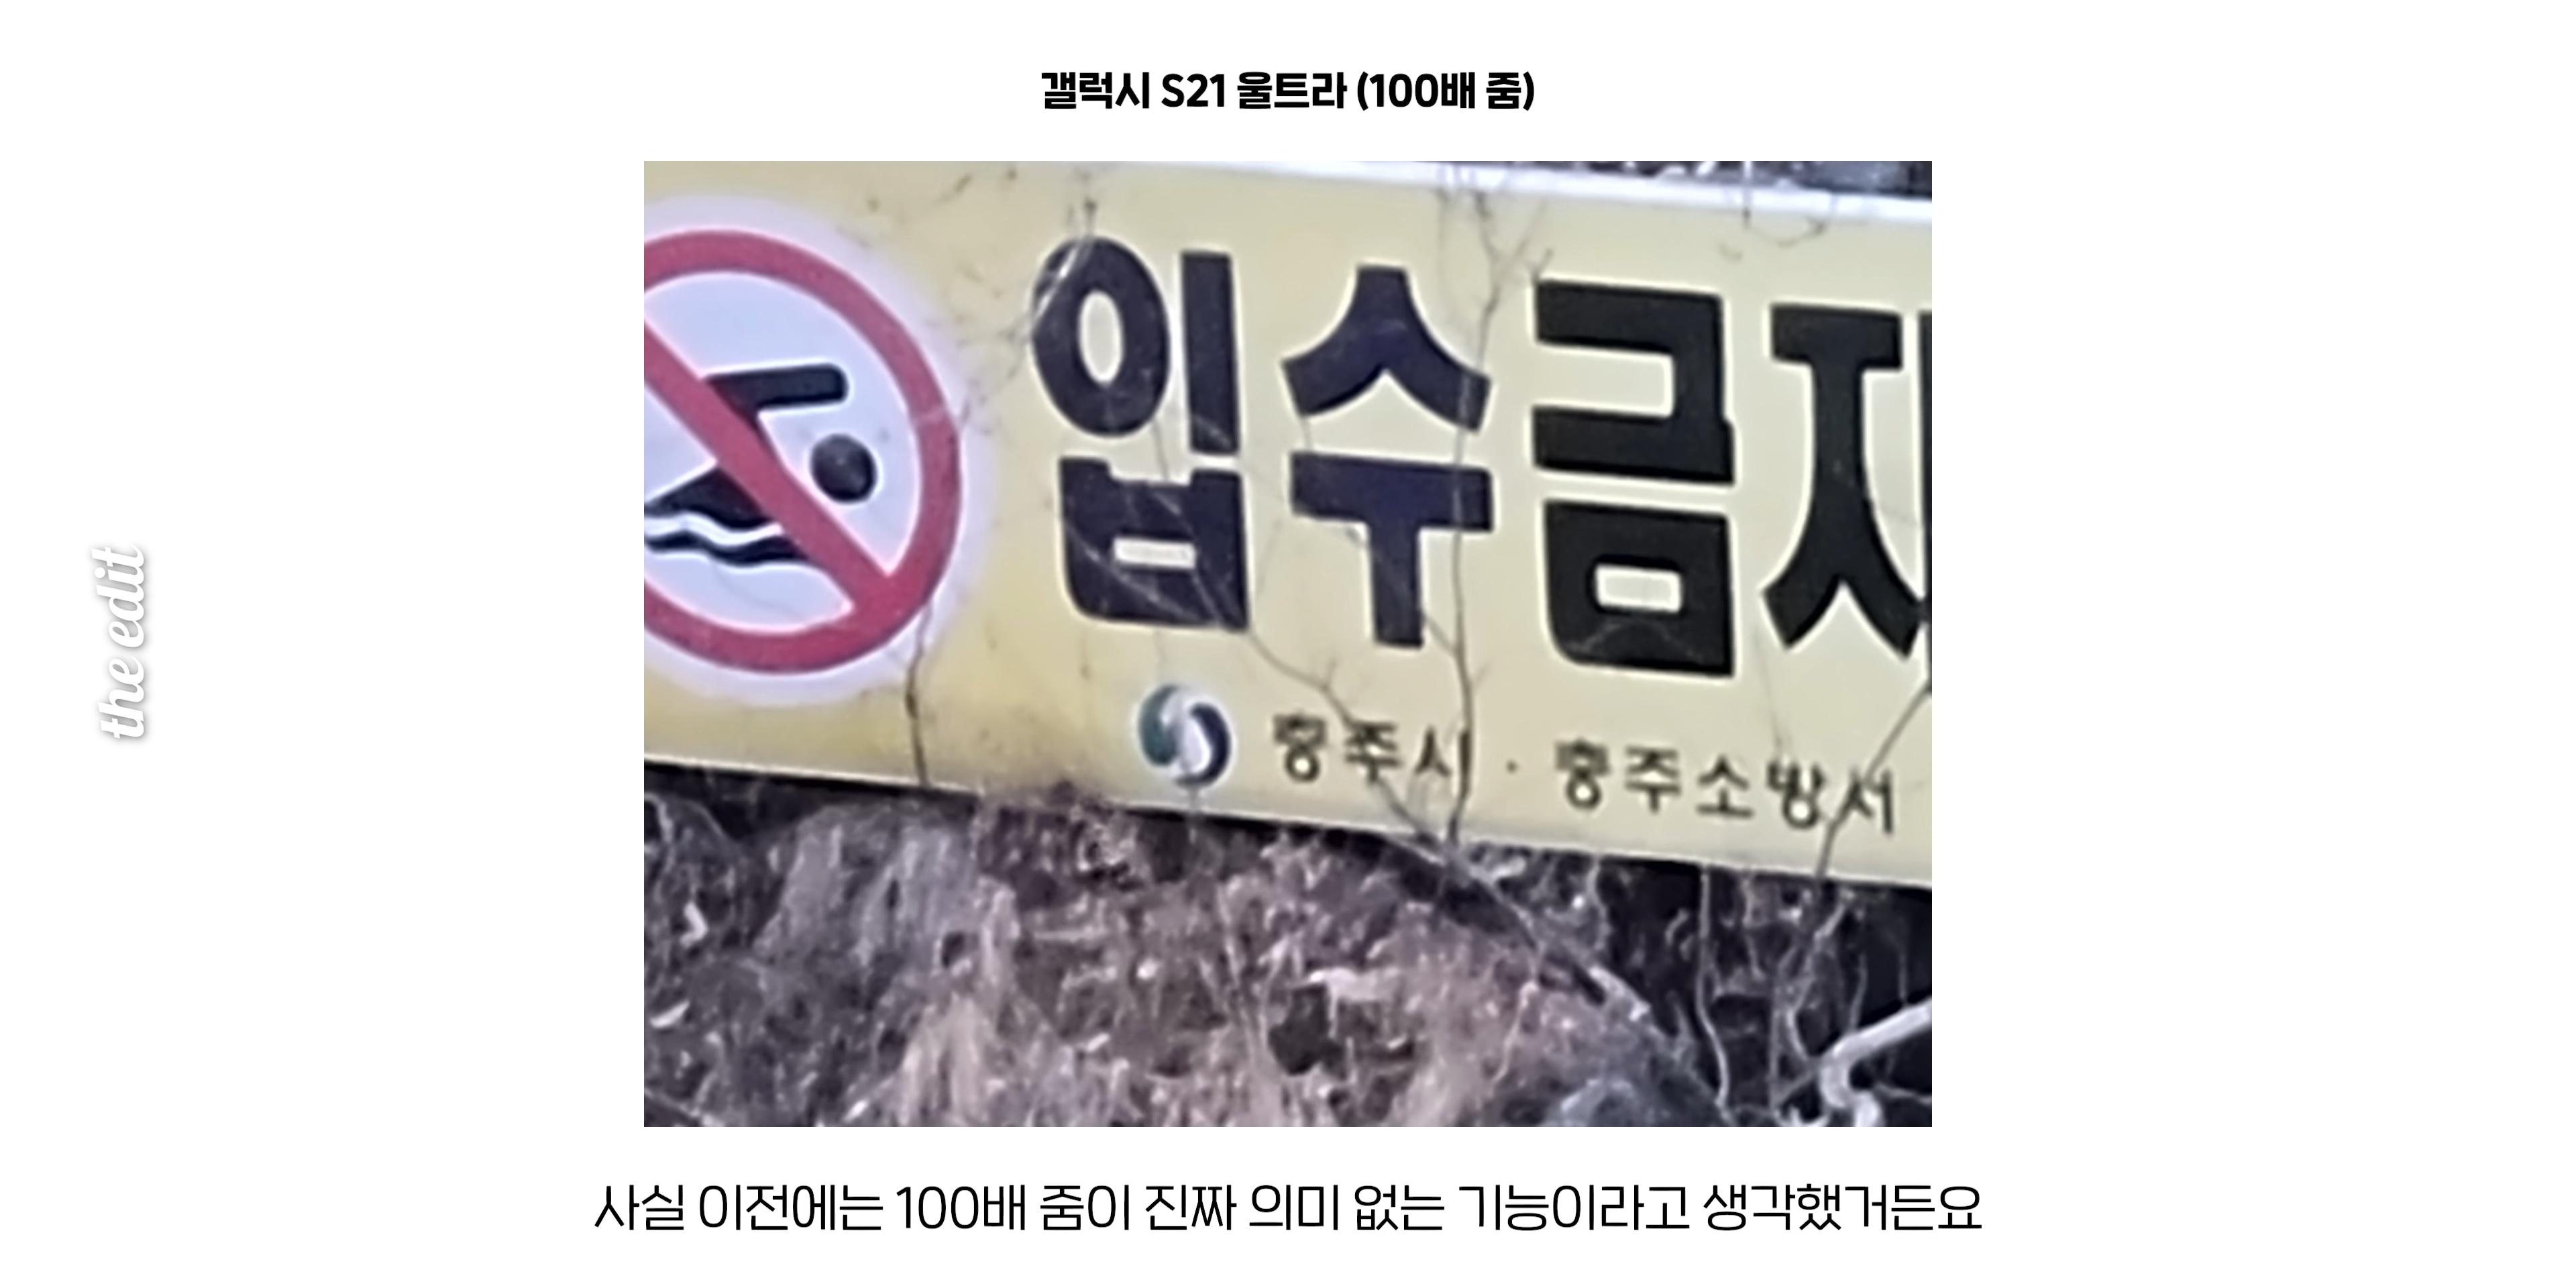 갤럭시 S21 울트라 (100배 줌)
입수금지
충주시 · 충주소방서
the edit
사실 이전에는 100배 줌이 진짜 의미 없는 기능이라고 생각했거든요